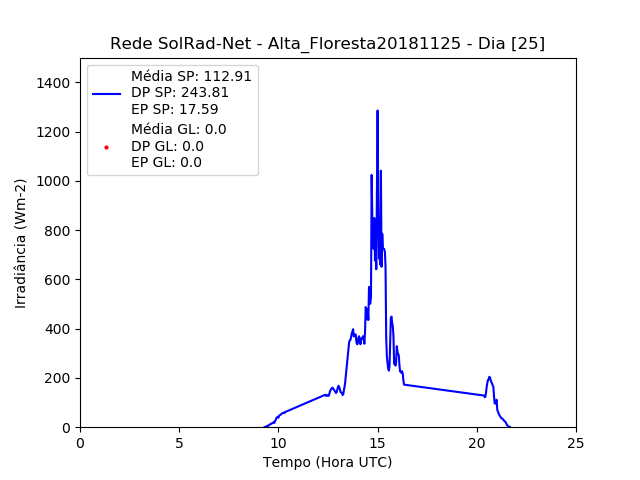 Rede SolRad-Net - Alta_Floresta20181125 - Dia [25]
Média SP: 112.91
DP SP: 243.81
EP SP: 17.59
Média GL: 0.0
DP GL: 0.0
EP GL: 0.0
1400
1200
1000
800
600
400
200
0
Irradiância (Wm-2)
0 5 10 15 20 25
Tempo (Hora UTC)